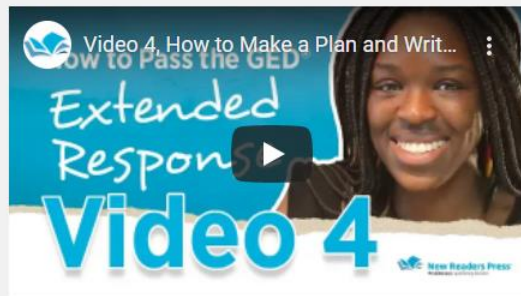 Video 4, How to Make a Plan and Writ...
How to Pass the GED®
Extended
Response
Video 4
New Readers Press